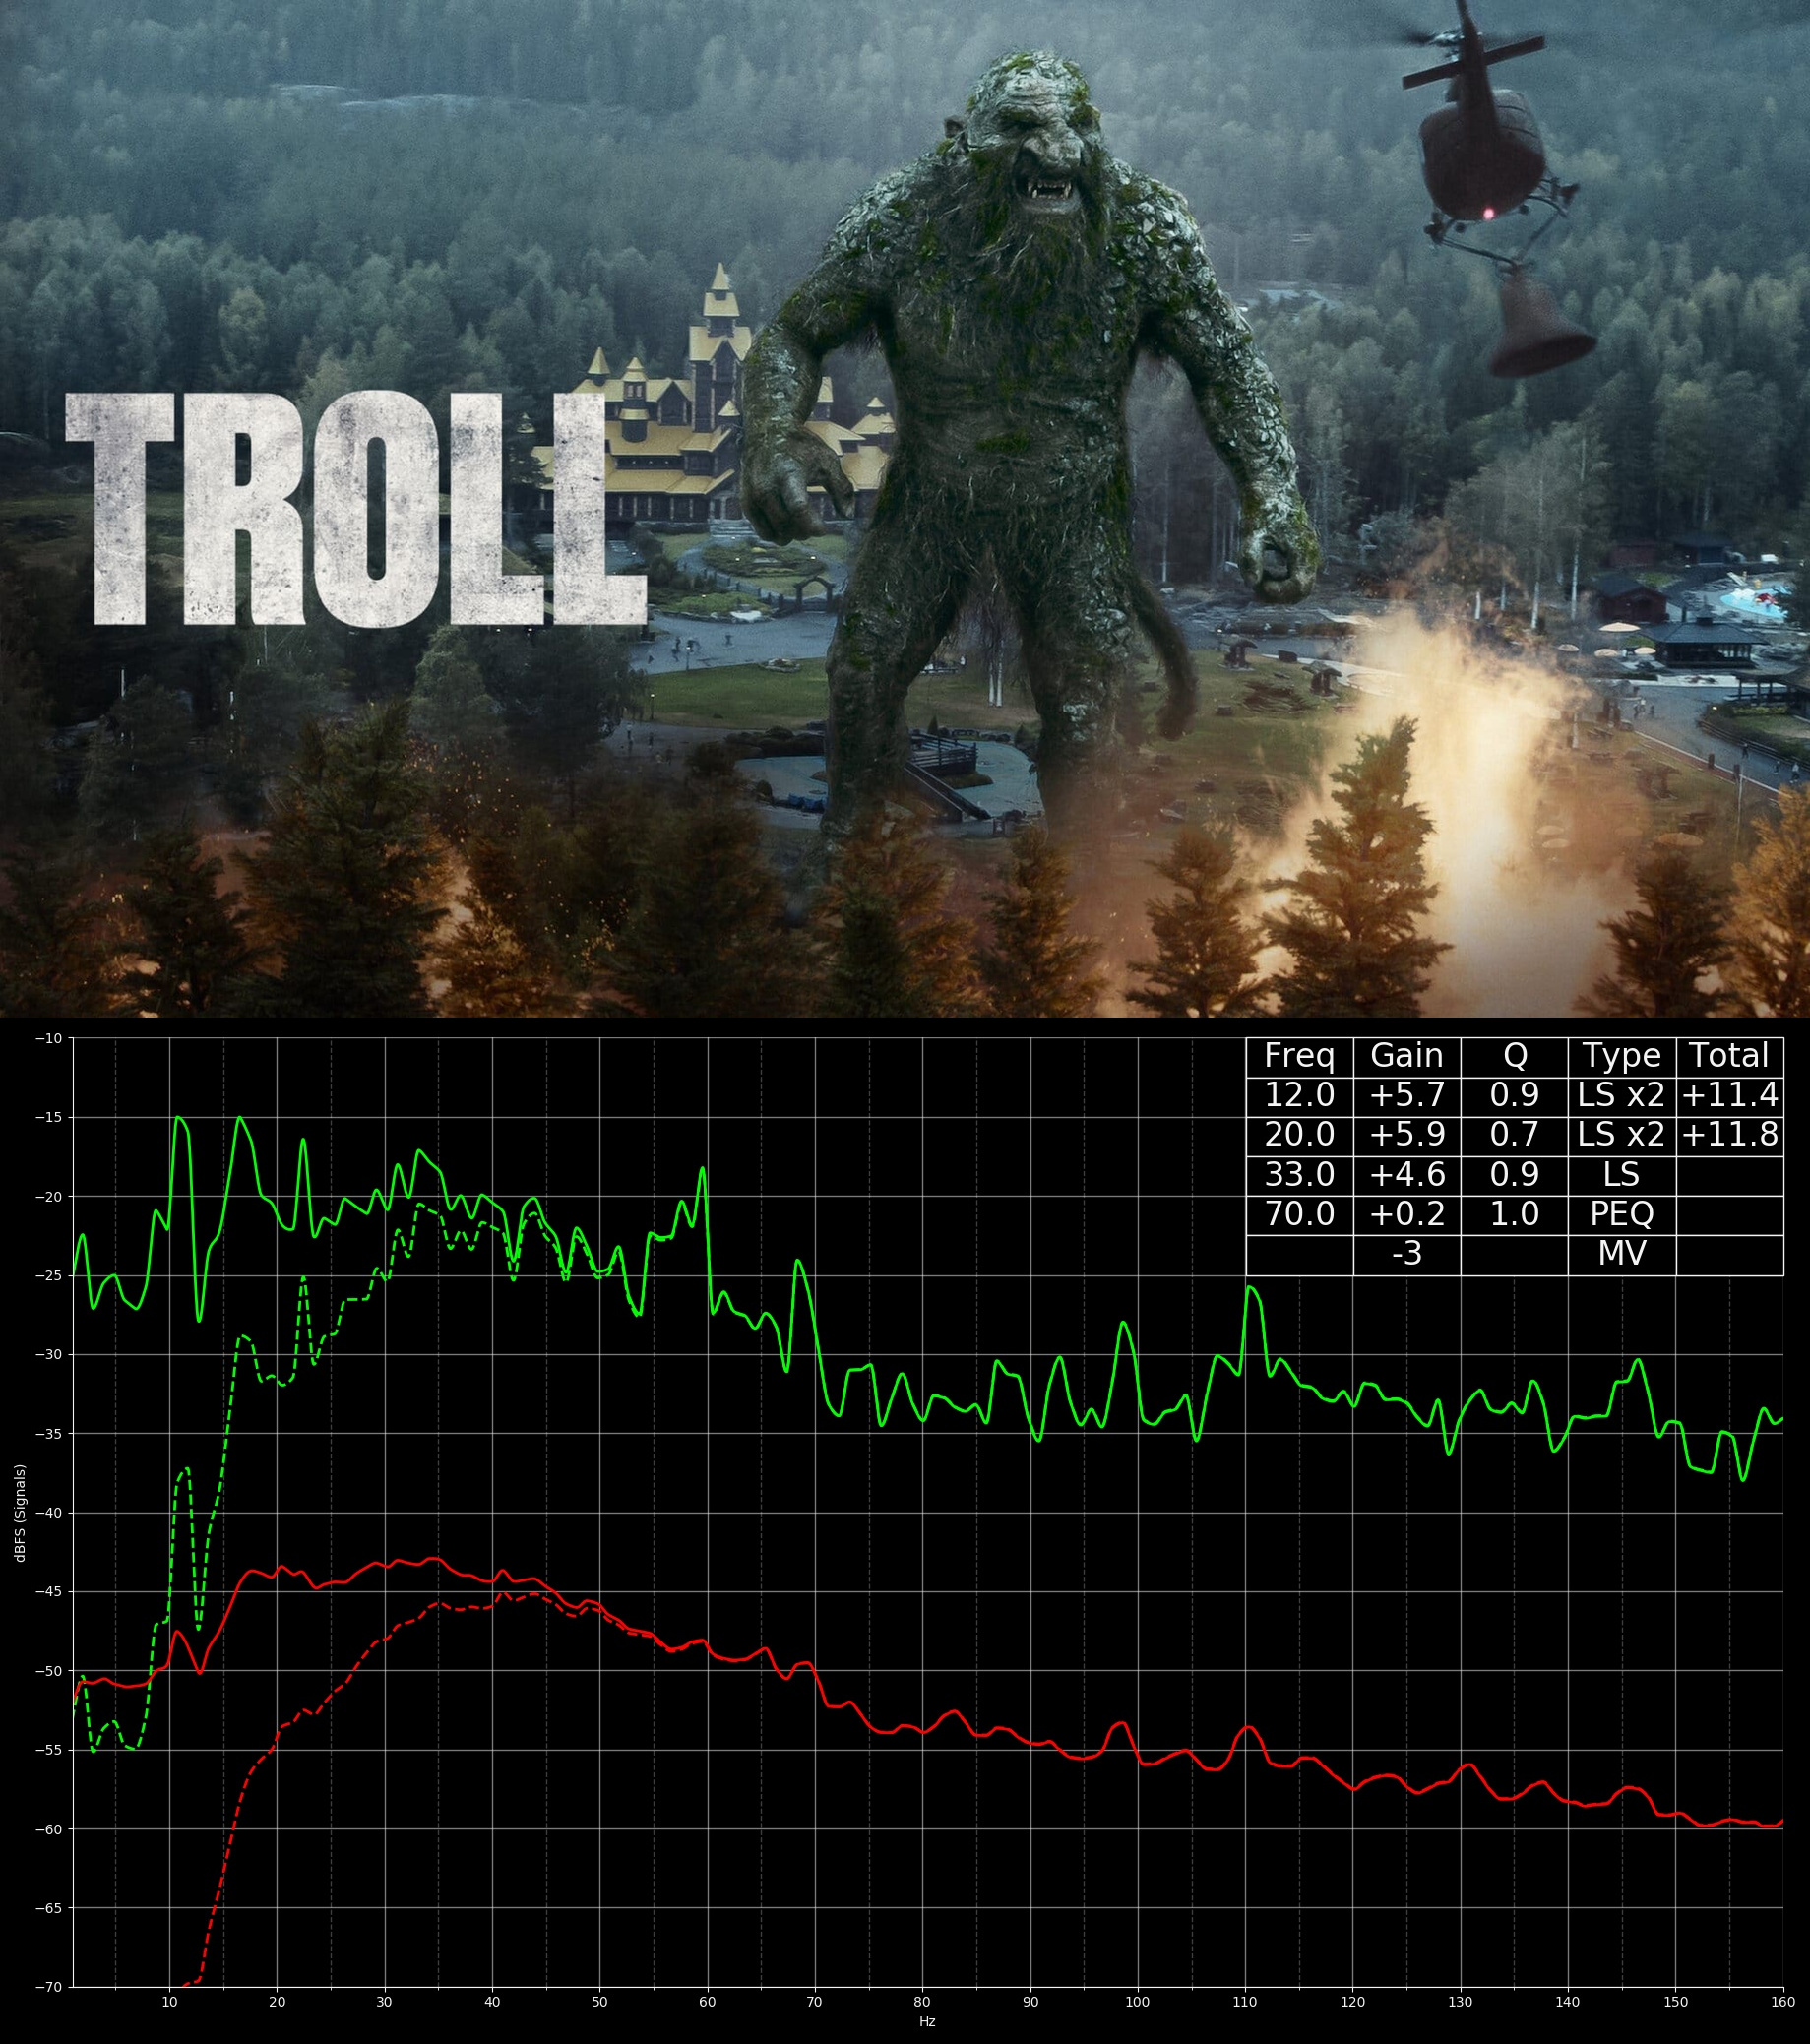 TROLL
Freq Gain Q Type Total
12.0 +5.7 0.9 LS x2 +11.4
20.0 +5.9 0.7 LS x2 +11.8
33.0 +4.6 0.9 LS
70.0 +0.2 1.0 PEQ
-3 MV
−10
−15
−20
−25
−30
−35
−40
−45
−50
−55
−60
−65
−70
dBFS (Signals)
10 20 30 40 50 60 70 80 90 100 110 120 130 140 150 160
Hz